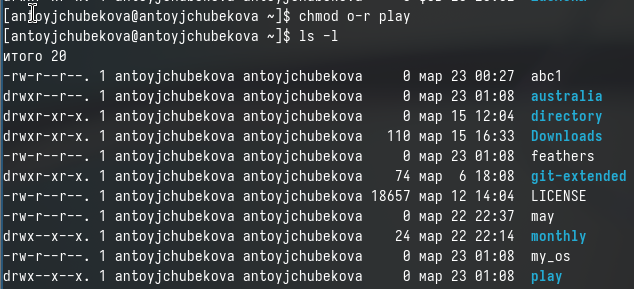 [antoyjchubekova@antoyjchubekova ~]$ chmod o-r play
[antoyjchubekova@antoyjchubekova ~]$ ls -l
итого 20
-rw-r--r--. 1 antoyjchubekova antoyjchubekova 0 мар 23 00:27 abc1
drwxr--r--. 1 antoyjchubekova antoyjchubekova 0 мар 23 01:08 australia
drwxr-xr-x. 1 antoyjchubekova antoyjchubekova 0 мар 15 12:04 directory
drwxr-xr-x. 1 antoyjchubekova antoyjchubekova 110 мар 15 16:33 Downloads
-rw-r--r--. 1 antoyjchubekova antoyjchubekova 0 мар 23 01:08 feathers
drwxr-xr-x. 1 antoyjchubekova antoyjchubekova 74 мар 6 18:08 git-extended
-rw-r--r--. 1 antoyjchubekova antoyjchubekova 18657 мар 12 14:04 LICENSE
-rw-r--r--. 1 antoyjchubekova antoyjchubekova 0 мар 22 22:37 may
drwx--x--x. 1 antoyjchubekova antoyjchubekova 24 мар 22 22:14 monthly
-rw-r--r--. 1 antoyjchubekova antoyjchubekova 0 мар 23 01:08 my_os
drwx--x--x. 1 antoyjchubekova antoyjchubekova 0 мар 23 01:08 play